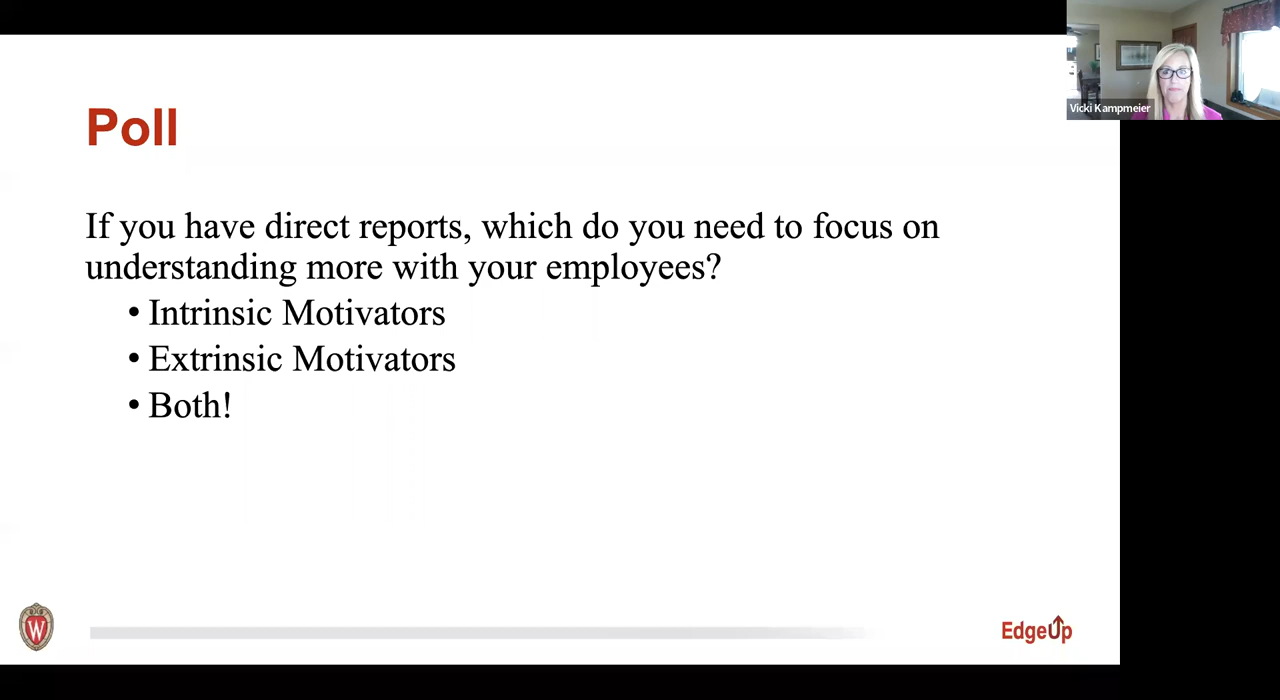 Poll
Vicki Kampmeier
If you have direct reports, which do you need to focus on
understanding more with your employees?
• Intrinsic Motivators
• Extrinsic Motivators
• Both!
W
EdgeUp